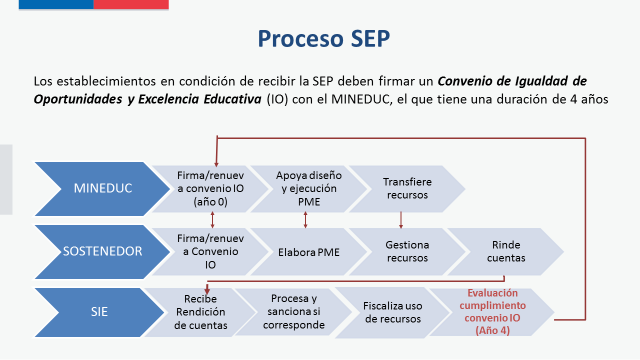 Proceso SEP
Los establecimientos en condición de recibir la SEP deben firmar un Convenio de Igualdad de
Oportunidades y Excelencia Educativa (IO) con el MINEDUC, el que tiene una duración de 4 años
MINEDUC
Firma/renuev
a convenio IO
(año 0)
Apoya diseño
y ejecución
PME
Transfiere
recursos
SOSTENEDOR
Firma/renuev
a Convenio
IO
Elabora PME
Gestiona
recursos
Rinde
cuentas
SIE
Recibe
Rendición
de cuentas
Procesa y
sanciona si
corresponde
Fiscaliza uso
de recursos
Evaluación
cumplimiento
convenio IO
(Año 4)